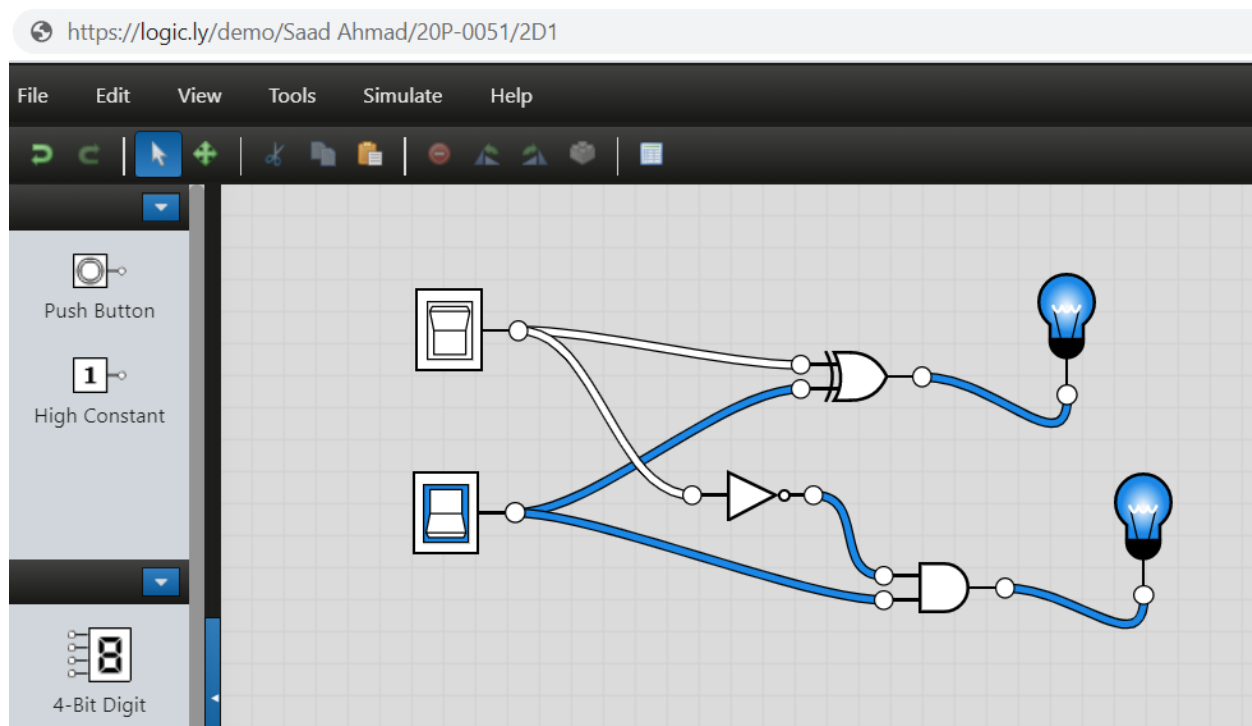 https://logic.ly/demo/Saad Ahmad/20P-0051/2D1
File Edit View Tools Simulate Help
Push Button
1
High Constant
8
4-Bit Digit